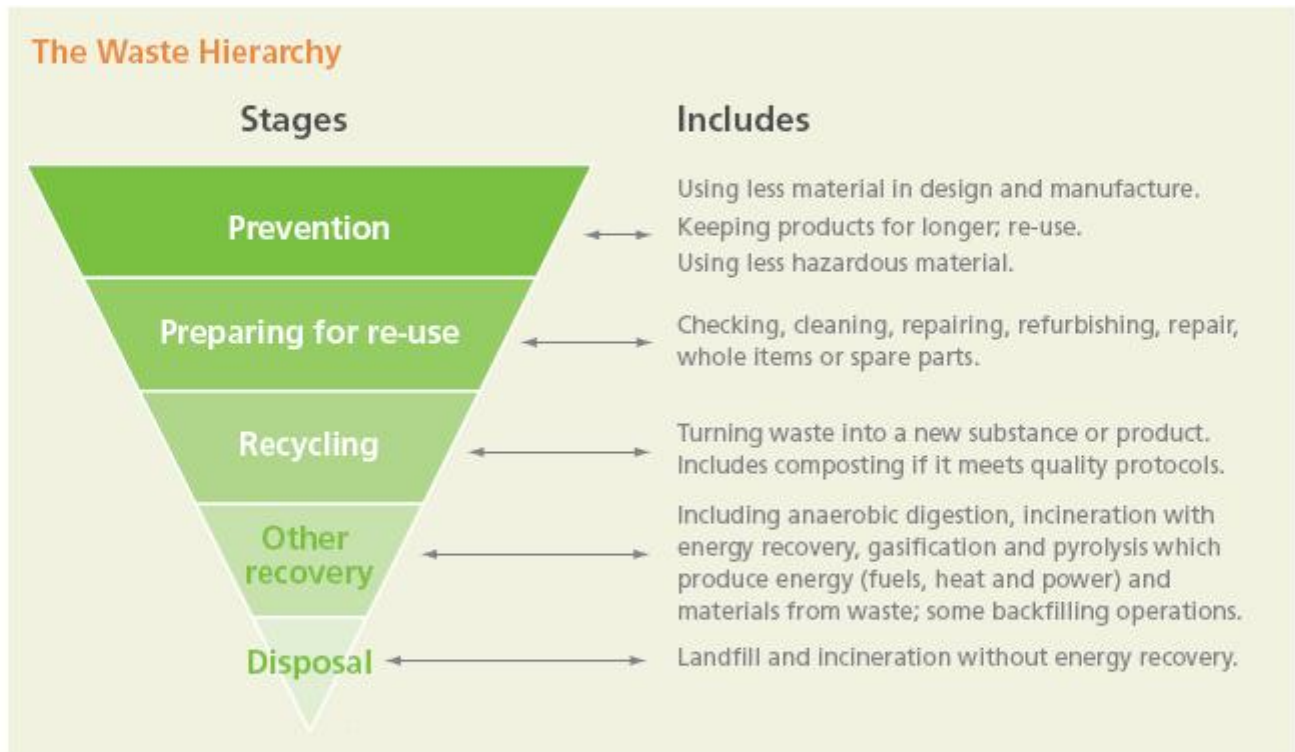 The Waste Hierarchy
Stages
Includes
Prevention
Using less material in design and manufacture.
Keeping products for longer; re-use.
Using less hazardous material.
Preparing for re-use
Checking, cleaning, repairing, refurbishing, repair,
whole items or spare parts.
Recycling
Turning waste into a new substance or product.
Includes composting if it meets quality protocols.
Other
recovery
Including anaerobic digestion, incineration with
energy recovery, gasification and pyrolysis which
produce energy (fuels, heat and power) and
materials from waste; some backfilling operations.
Disposal
Landfill and incineration without energy recovery.